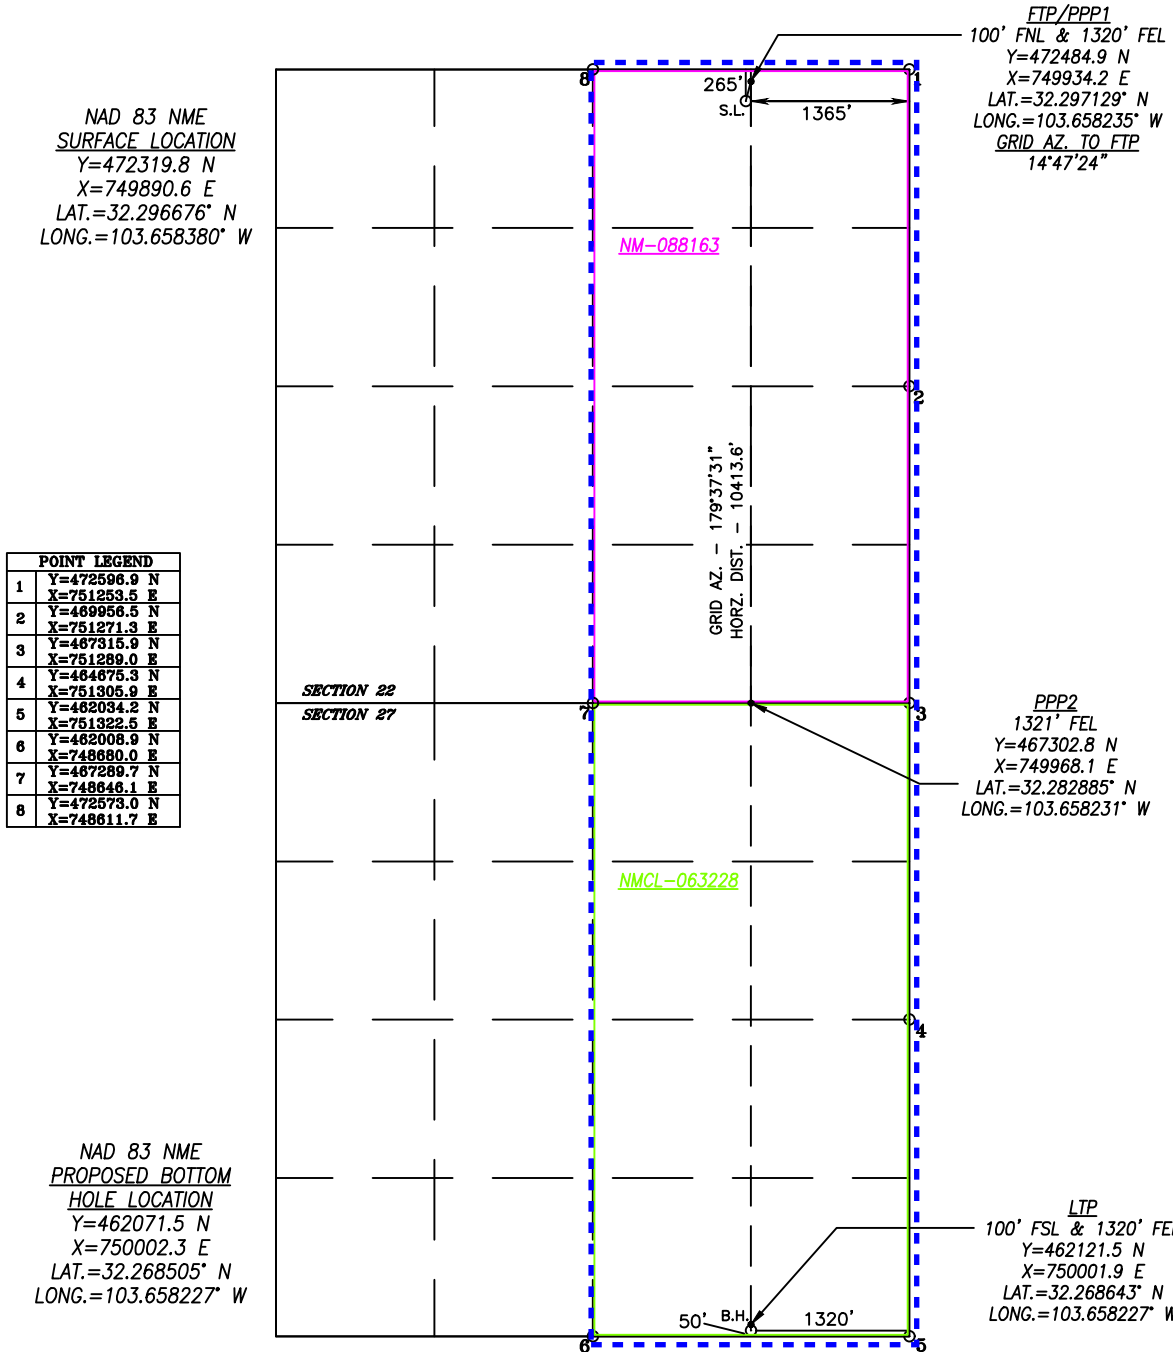 FTP/PPP1
100' FNL & 1320' FEL
Y=472484.9 N
X=749934.2 E
LAT.=32.297129° N
LONG.=103.658235° W
GRID AZ. TO FTP
14°47'24"
NAD 83 NME
SURFACE LOCATION
Y=472319.8 N
X=749890.6 E
LAT.=32.296676° N
LONG.=103.658380° W
8
1
265'
S.L.
1365'
NM-088163
2
GRID AZ. - 179°37'31"
HORZ. DIST. - 10413.6'
POINT LEGEND
1 Y=472596.9 N
X=751253.5 E
2 Y=469956.5 N
X=751271.3 E
3 Y=467315.9 N
X=751289.0 E
4 Y=464675.3 N
X=751305.9 E
5 Y=462034.2 N
X=751322.5 E
6 Y=462008.9 N
X=748680.0 E
7 Y=467289.7 N
X=748646.1 E
8 Y=472573.0 N
X=748611.7 E
SECTION 22
SECTION 27
7
3
PPP2
1321' FEL
Y=467302.8 N
X=749968.1 E
LAT.=32.282885° N
LONG.=103.658231° W
NMCL-063228
4
NAD 83 NME
PROPOSED BOTTOM
HOLE LOCATION
Y=462071.5 N
X=750002.3 E
LAT.=32.268505° N
LONG.=103.658227° W
LTP
100' FSL & 1320' FEL
Y=462121.5 N
X=750001.9 E
LAT.=32.268643° N
LONG.=103.658227° W
50'
B.H.
1320'
6
5